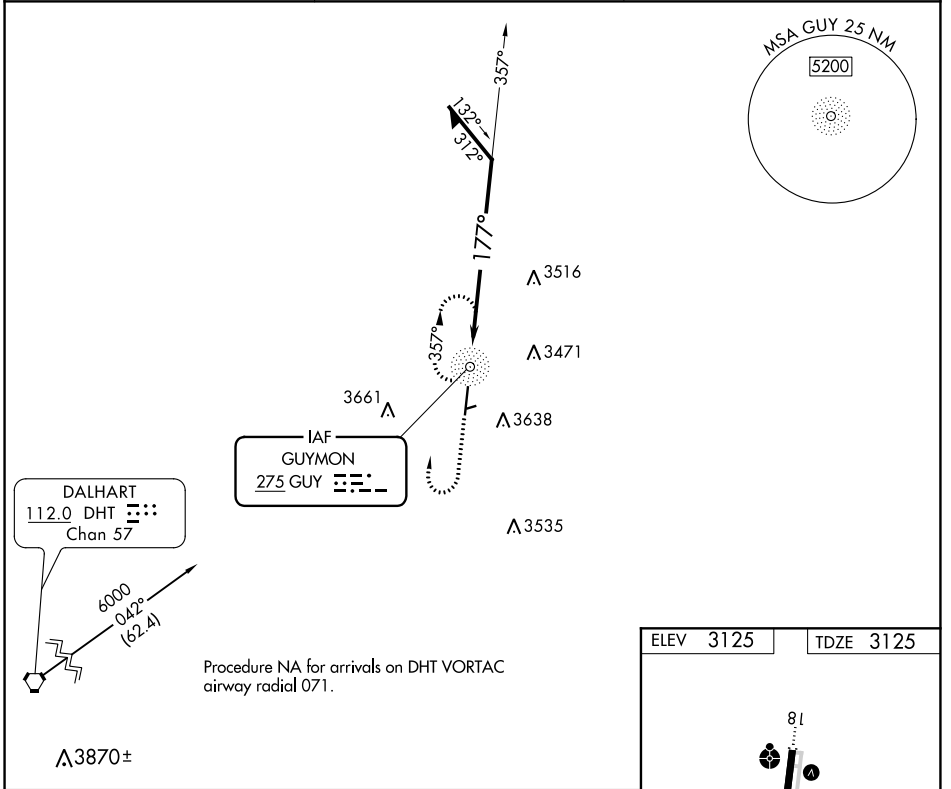 MSA GUY 25 NM
5200
357°
132°
312°
177°
3516
357°
3471
3661
3638
IAF
GUYMON
275 GUY
DALHART
112.0 DHT
Chan 57
3535
6000
042°
(62.4)
Procedure NA for arrivals on DHT VORTAC
airway radial 071.
3870±
ELEV 3125
TDZE 3125
18